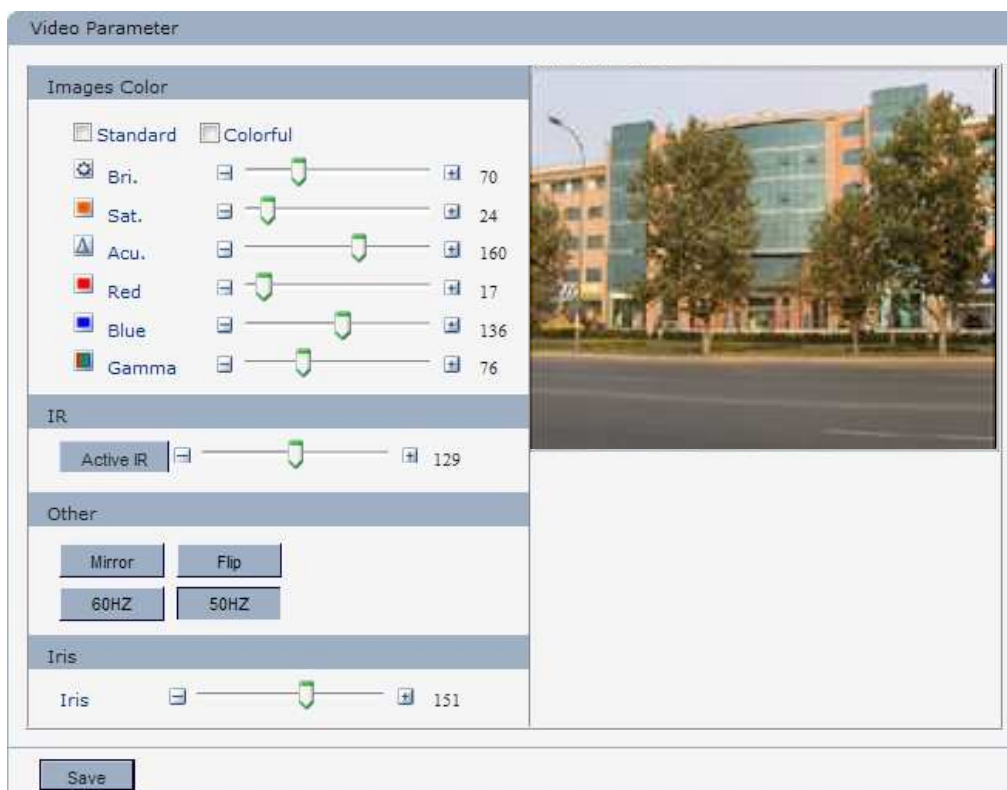 Video Parameter
Images Color
Standard Colorful
Bri. 70
Sat. 24
Acu. 160
Red 17
Blue 136
Gamma 76
IR
Active IR 129
Other
Mirror Flip
60HZ 50HZ
Iris
Iris 151
Save